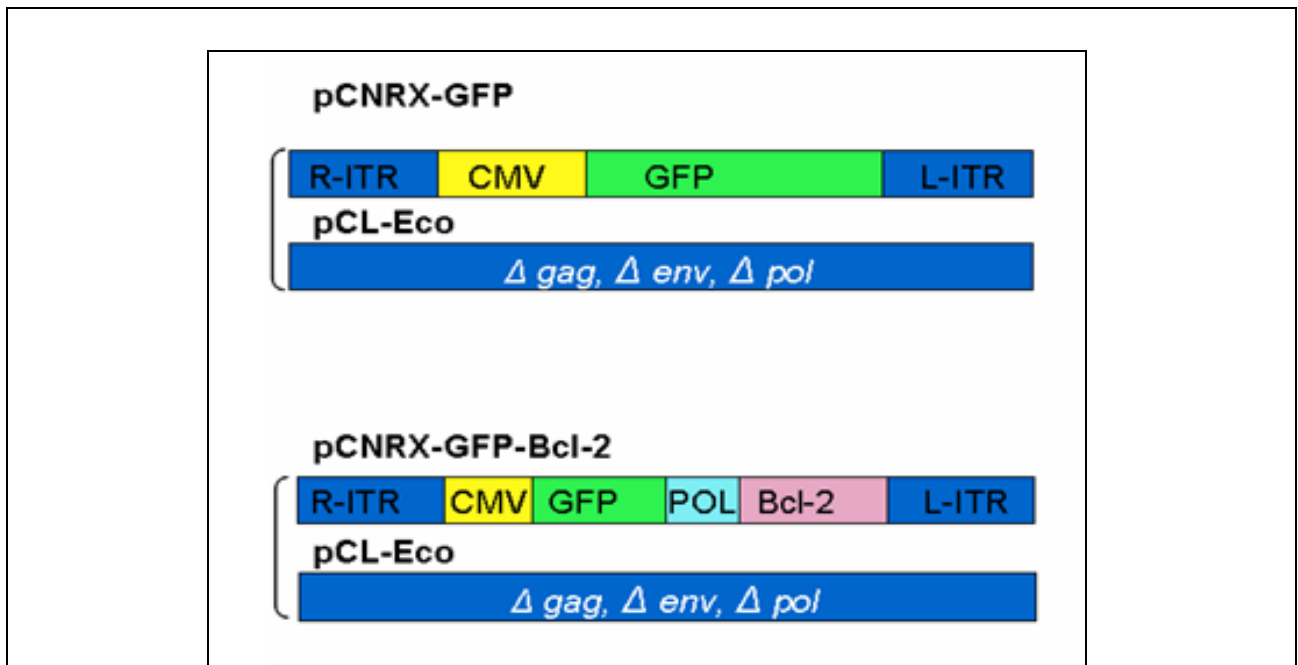 pCNRX-GFP
R-ITR CMV GFP L-ITR
pCL-Eco
Δ gag, Δ env, Δ pol
pCNRX-GFP-Bcl-2
R-ITR CMV GFP POL Bcl-2 L-ITR
pCL-Eco
Δ gag, Δ env, Δ pol